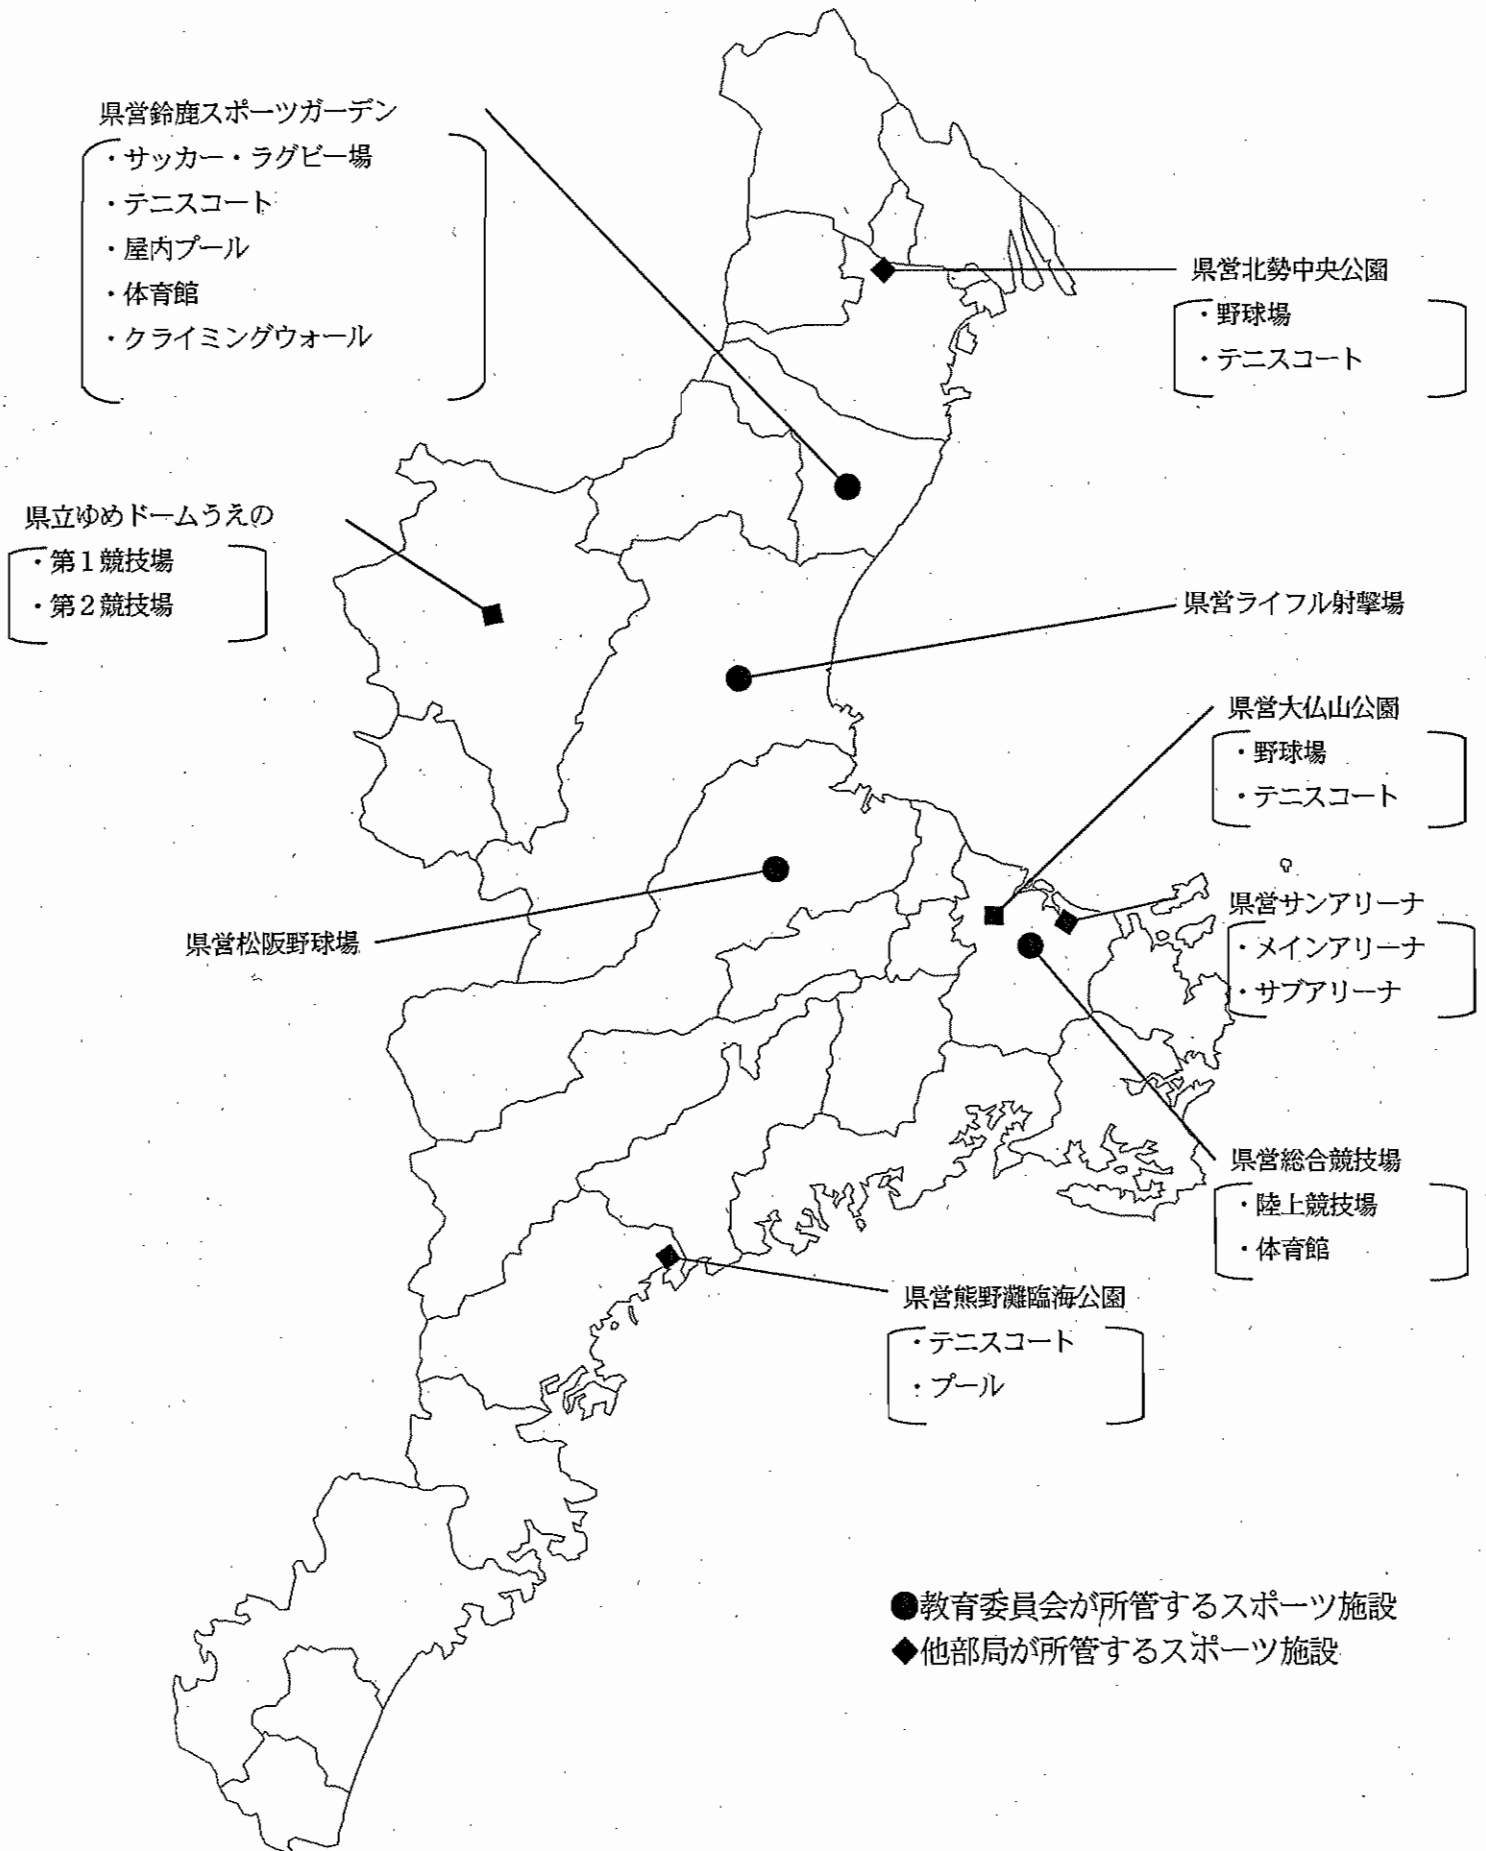 県営鈴鹿スポーツガーデン
・サッカー・ラグビー場
・テニスコート
・屋内プール
・体育館
・クライミングウォール
県営北勢中央公園
・野球場
・テニスコート
県立ゆめドームうえの
・第1競技場
・第2競技場
県営ライフル射撃場
県営大仏山公園
・野球場
・テニスコート
県営サンアリーナ
・メインアリーナ
・サブアリーナ
県営松阪野球場
県営総合競技場
・陸上競技場
・体育館
県営熊野灘臨海公園
・テニスコート
・プール
●教育委員会が所管するスポーツ施設
◆他部局が所管するスポーツ施設